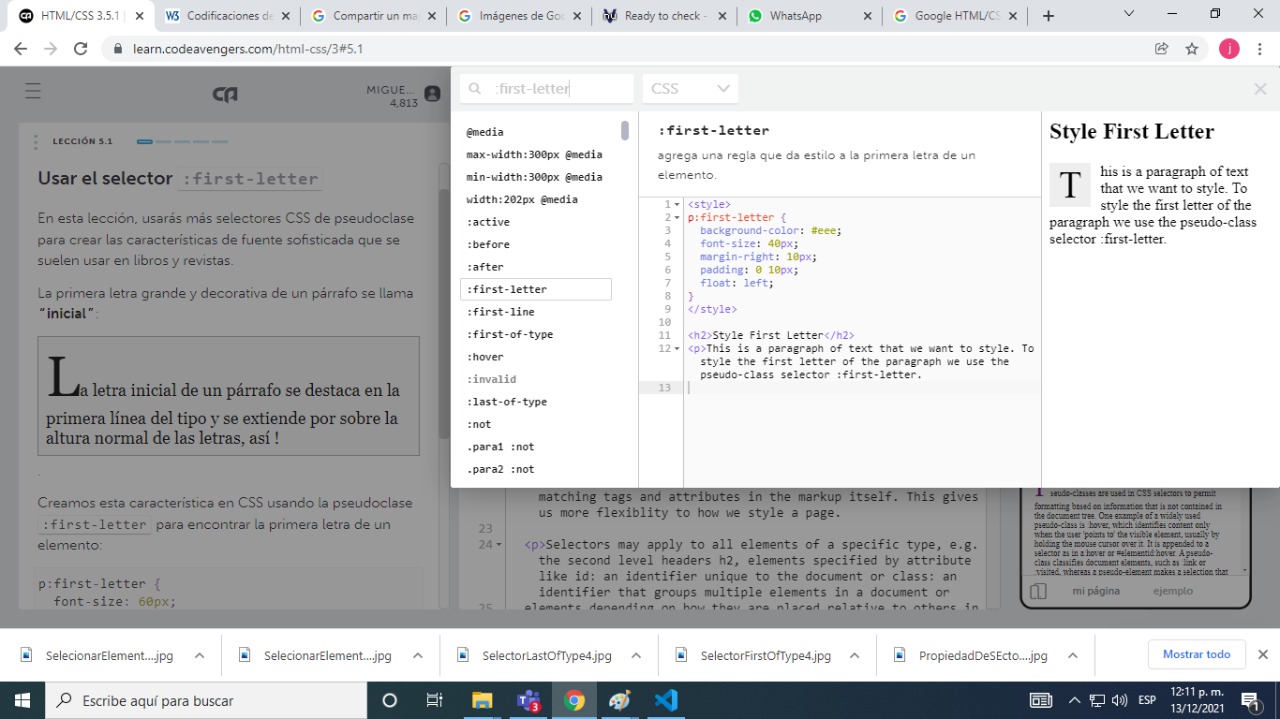 HTML/CSS 3.5.1
Codificaciones de
Compartir un ma
Imágenes de Goo
Ready to check -
WhatsApp
Google HTML/CS
learn.codeavengers.com/html-css/3#5.1
j
MIGUE...
4,813
LECCIÓN 5.1
Usar el selector :first-letter
En esta lección, usarás más selectores CSS de pseudoclase
para crear las características de fuente sofisticada que se
suelen usar en libros y revistas.
La primera letra grande y decorativa de un párrafo se llama
“inicial”:
La letra inicial de un párrafo se destaca en la
primera línea del tipo y se extiende por sobre la
altura normal de las letras, así !
.
Creamos esta característica en CSS usando la pseudoclase
:first-letter para encontrar la primera letra de un
elemento:
p:first-letter {
font-size: 60px;
:first-letter
CSS
@media
max-width:300px @media
min-width:300px @media
width:202px @media
:active
:before
:after
:first-letter
:first-line
:first-of-type
:hover
:invalid
:last-of-type
:not
.para1 :not
.para2 :not
:first-letter
agrega una regla que da estilo a la primera letra de un
elemento.
1 <style>
2 p:first-letter {
3 background-color: #eee;
4 font-size: 40px;
5 margin-right: 10px;
6 padding: 0 10px;
7 float: left;
8 }
9 </style>
10
11 <h2>Style First Letter</h2>
12 <p>This is a paragraph of text that we want to style. To
style the first letter of the paragraph we use the
pseudo-class selector :first-letter.
13
Style First Letter
This is a paragraph of text
that we want to style. To
style the first letter of the
paragraph we use the pseudo-class
selector :first-letter.
matching tags and attributes in the markup itself. This gives
us more flexiblity to how we style a page.
23
24 <p>Selectors may apply to all elements of a specific type, e.g.
the second level headers h2, elements specified by attribute
like id: an identifier unique to the document or class: an
identifier that groups multiple elements in a document or
25 elements depending on how they are placed relative to others in
seudo-classes are used in CSS selectors to permit
formatting based on information that is not contained in
the document tree. One example of a widely used
pseudo-class is :hover, which identifies content only
when the user 'points to' the visible element, usually by
holding the mouse cursor over it. It is appended to a
selector as in a:hover or #elementid:hover. A pseudo-
class classifies document elements, such as :link or
:visited, whereas a pseudo-element makes a selection that
mi página
ejemplo
SelecionarElement....jpg
SelecionarElement....jpg
SelectorLastOfType4.jpg
SelectorFirstOfType4.jpg
PropiedadDeSEcto....jpg
Mostrar todo
Escribe aquí para buscar
3
ESP
12:11 p. m.
13/12/2021
1